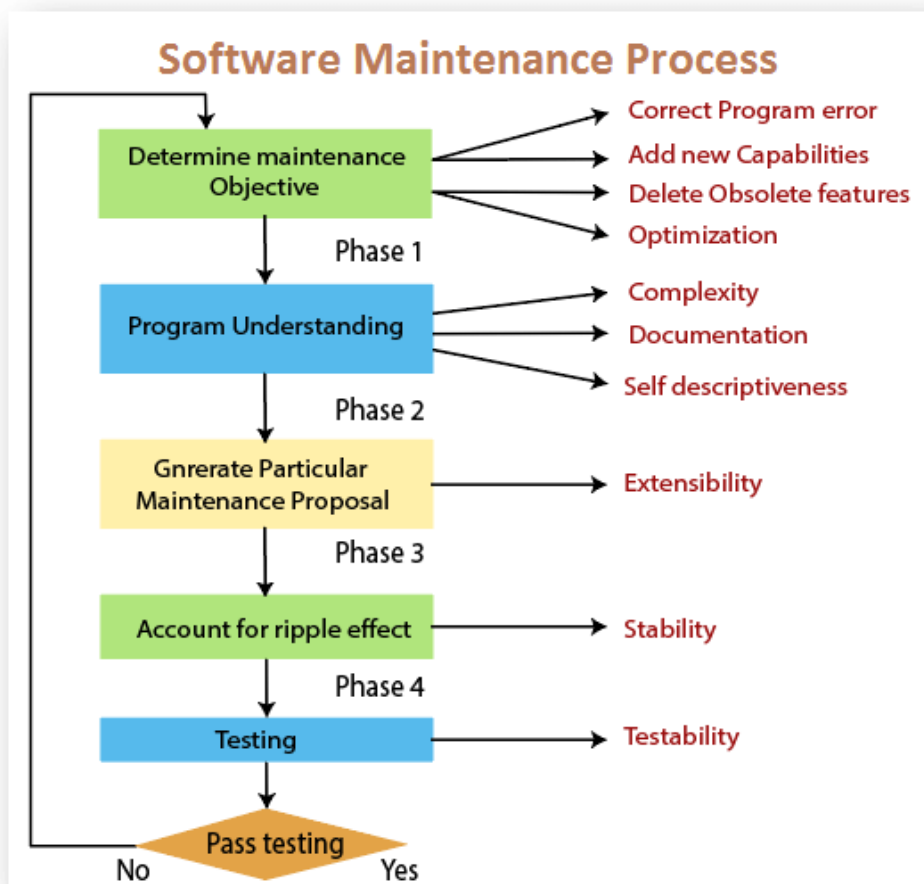 Software Maintenance Process
Determine maintenance
Objective
Correct Program error
Add new Capabilities
Delete Obsolete features
Optimization
Phase 1
Program Understanding
Complexity
Documentation
Self descriptiveness
Phase 2
Gnrerate Particular
Maintenance Proposal
Extensibility
Phase 3
Account for ripple effect
Stability
Phase 4
Testing
Testability
Pass testing
No
Yes